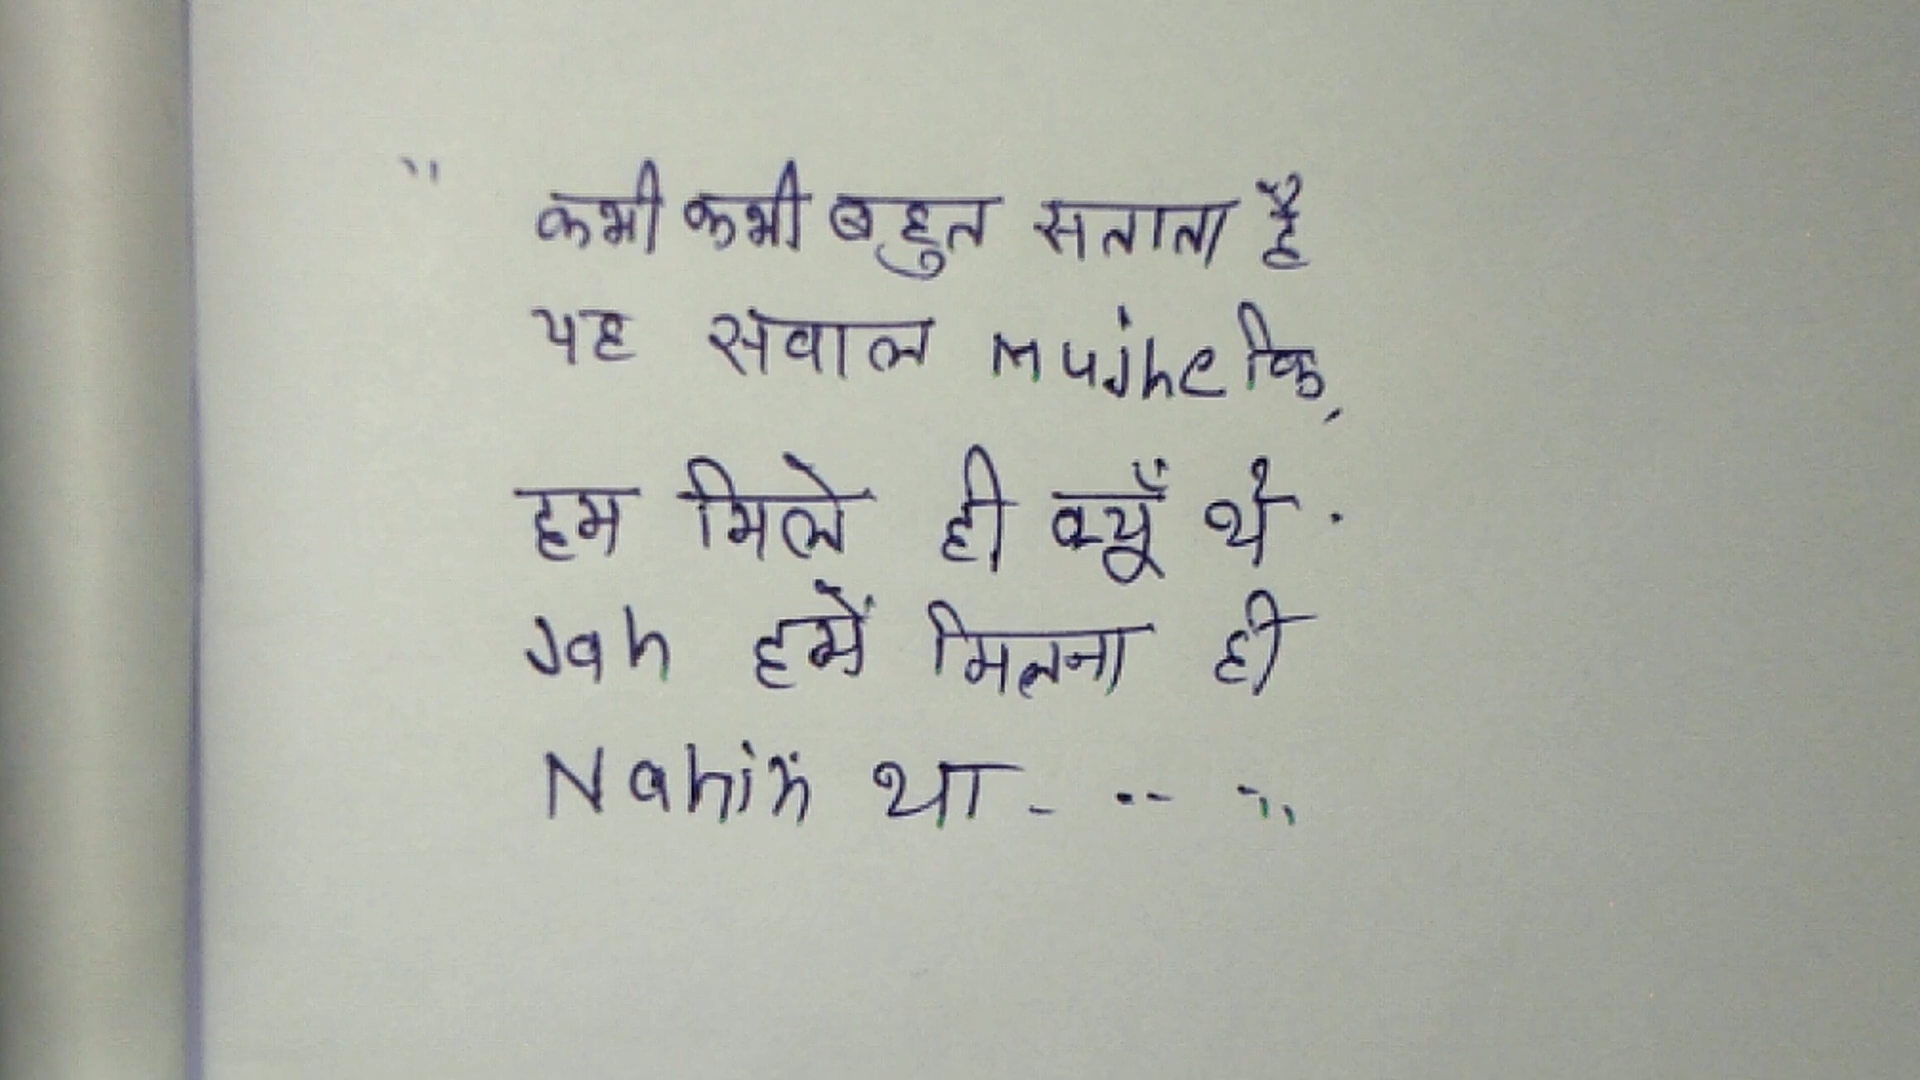 " कभी कभी बहुत सताता है
यह सवाल mujhe कि,
हम मिले ही क्यूँ थे .
Jab हमें मिलना ही
Nahin था - -- -..